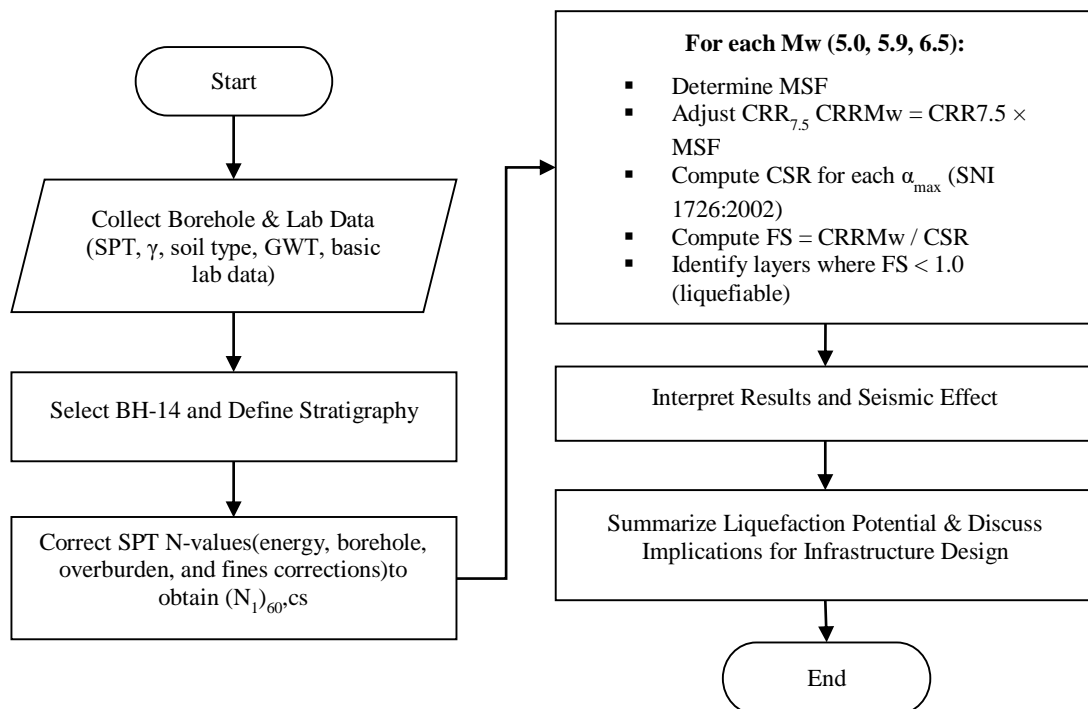 Start
Collect Borehole & Lab Data
(SPT, γ, soil type, GWT, basic
lab data)
Select BH-14 and Define Stratigraphy
Correct SPT N-values(energy, borehole,
overburden, and fines corrections)to
obtain (N₁)₆₀,cs
For each Mw (5.0, 5.9, 6.5):
▪ Determine MSF
▪ Adjust CRR₇.₅ CRRMw = CRR7.5 ×
MSF
▪ Compute CSR for each α_max (SNI
1726:2002)
▪ Compute FS = CRRMw / CSR
▪ Identify layers where FS < 1.0
(liquefiable)
Interpret Results and Seismic Effect
Summarize Liquefaction Potential & Discuss
Implications for Infrastructure Design
End